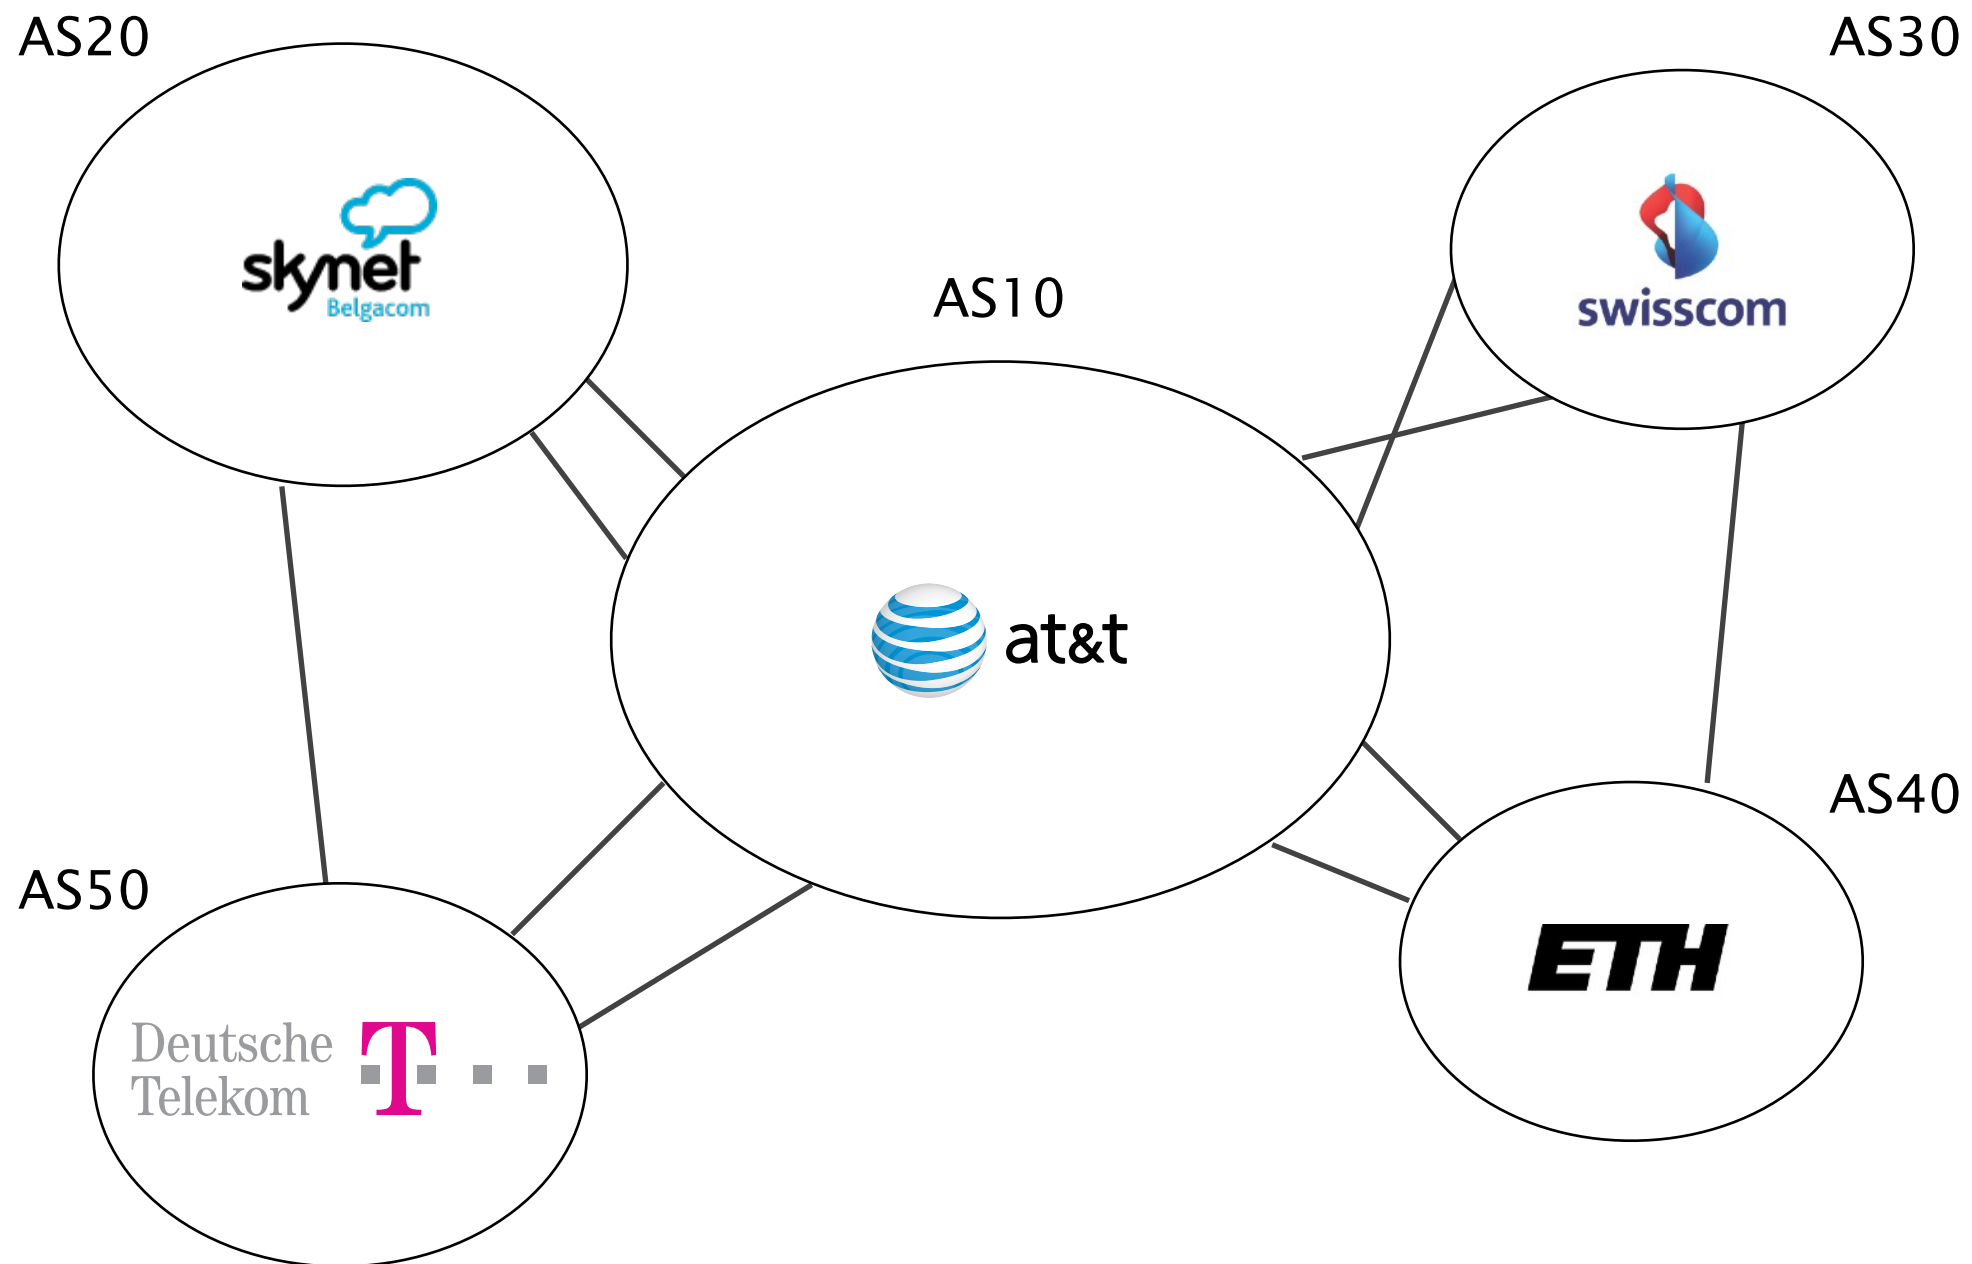 AS20
AS30
skynet
Belgacom
swisscom
AS10
at&t
AS40
AS50
ETH
Deutsche
Telekom
T